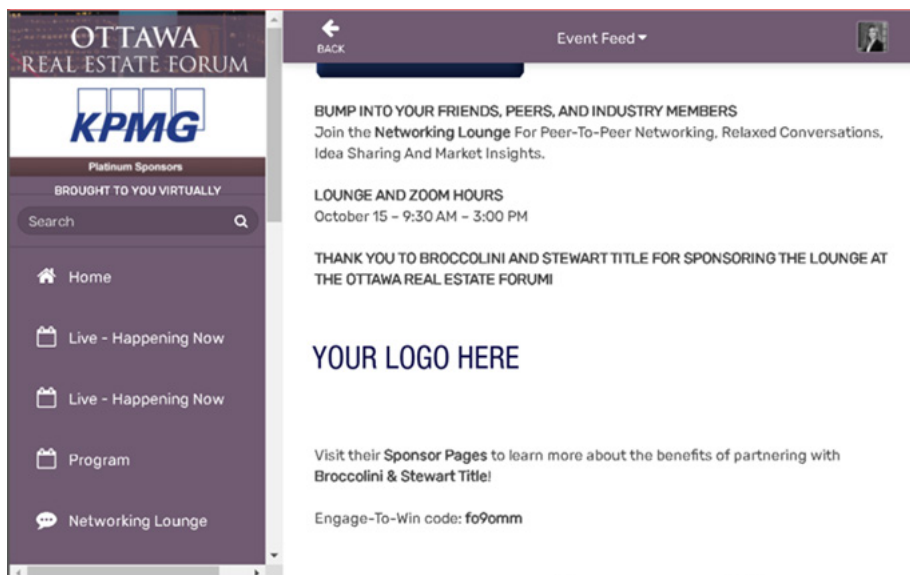 OTTAWA
REAL ESTATE FORUM
KPMG
Platinum Sponsors
BROUGHT TO YOU VIRTUALLY
Search
Home
Live - Happening Now
Live - Happening Now
Program
Networking Lounge
BACK
Event Feed
BUMP INTO YOUR FRIENDS, PEERS, AND INDUSTRY MEMBERS
Join the Networking Lounge For Peer-To-Peer Networking, Relaxed Conversations,
Idea Sharing And Market Insights.
LOUNGE AND ZOOM HOURS
October 15 – 9:30 AM – 3:00 PM
THANK YOU TO BROCCOLINI AND STEWART TITLE FOR SPONSORING THE LOUNGE AT
THE OTTAWA REAL ESTATE FORUM!
YOUR LOGO HERE
Visit their Sponsor Pages to learn more about the benefits of partnering with
Broccolini & Stewart Title!
Engage-To-Win code: fo9omm